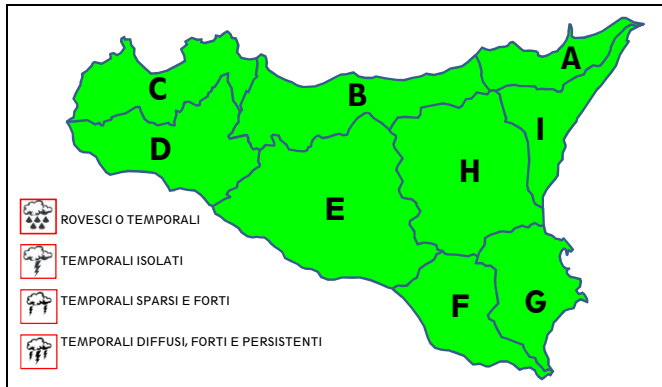 A
C
B
I
D
H
E
F
G
ROVESCI O TEMPORALI
TEMPORALI ISOLATI
TEMPORALI SPARSI E FORTI
TEMPORALI DIFFUSI, FORTI E PERSISTENTI